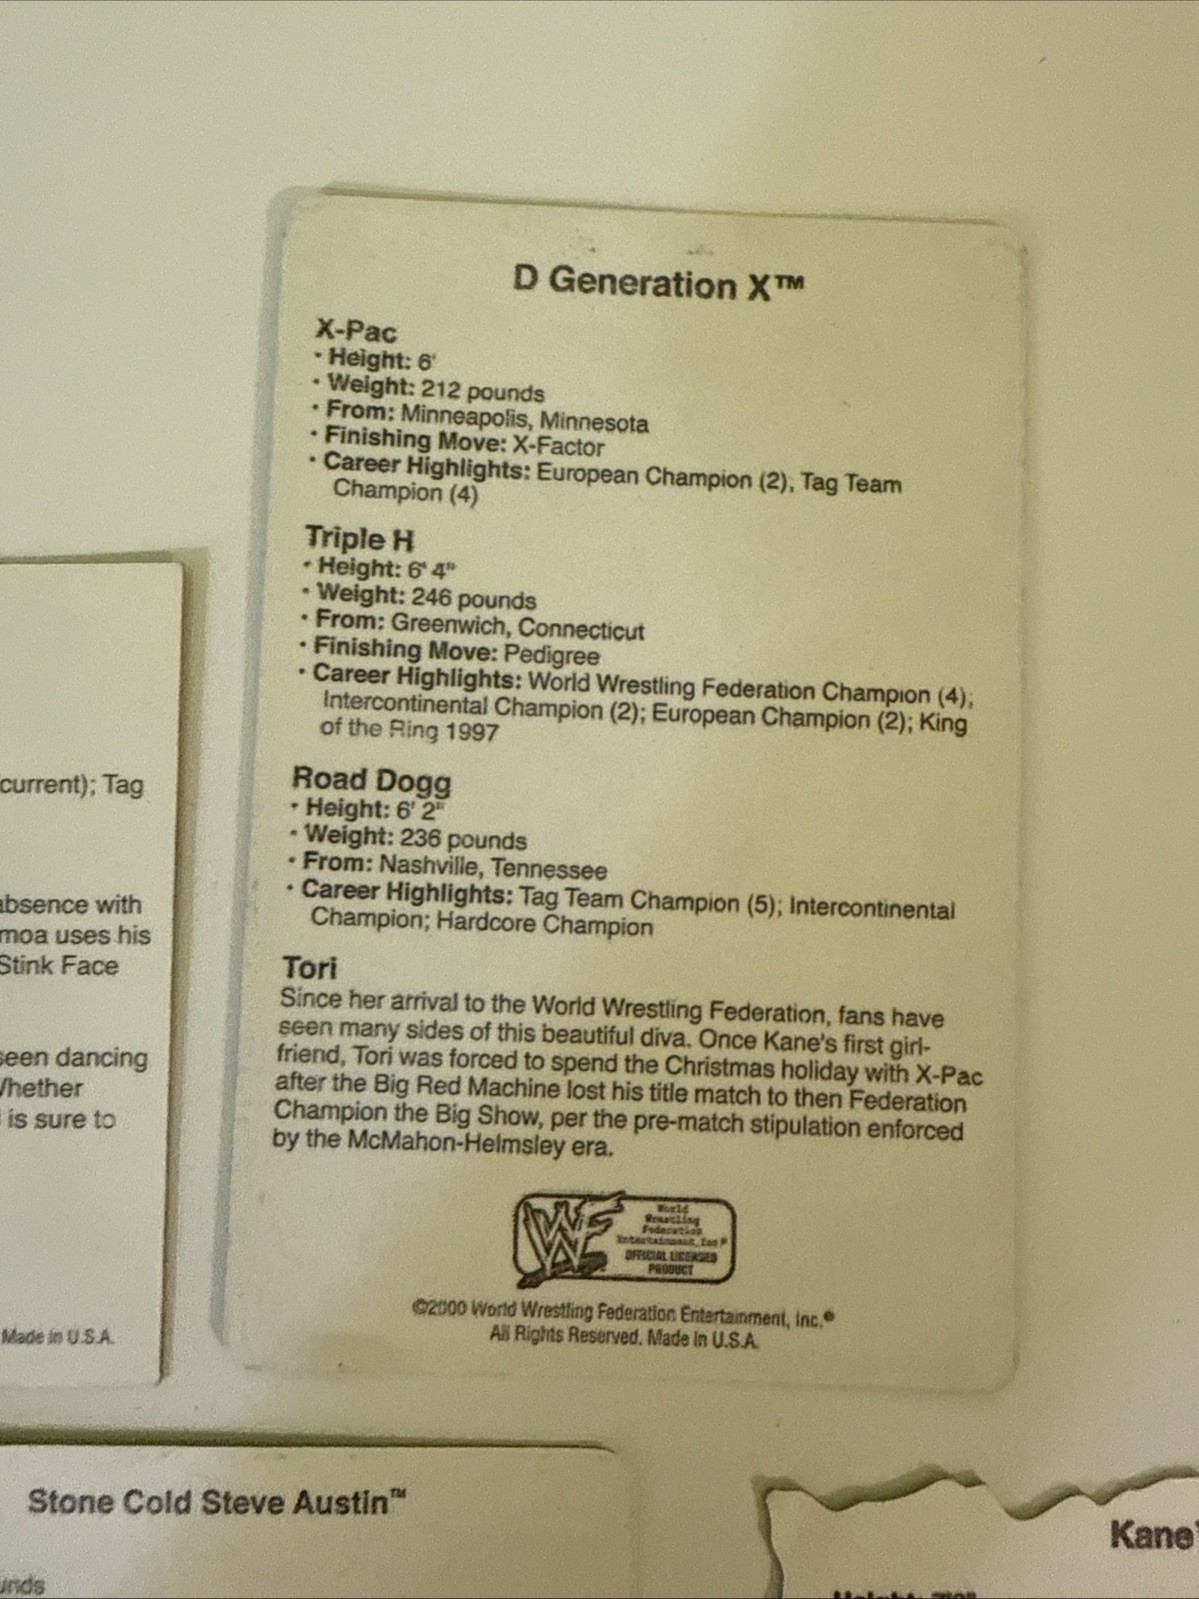 D Generation X™
X-Pac
· Height: 6'
· Weight: 212 pounds
· From: Minneapolis, Minnesota
· Finishing Move: X-Factor
· Career Highlights: European Champion (2), Tag Team
Champion (4)
Triple H
· Height: 6' 4"
· Weight: 246 pounds
· From: Greenwich, Connecticut
· Finishing Move: Pedigree
· Career Highlights: World Wrestling Federation Champion (4);
Intercontinental Champion (2); European Champion (2); King
of the Ring 1997
Road Dogg
· Height: 6' 2"
· Weight: 236 pounds
· From: Nashville, Tennessee
· Career Highlights: Tag Team Champion (5); Intercontinental
Champion; Hardcore Champion
Tori
Since her arrival to the World Wrestling Federation, fans have
seen many sides of this beautiful diva. Once Kane's first girl-
friend, Tori was forced to spend the Christmas holiday with X-Pac
after the Big Red Machine lost his title match to then Federation
Champion the Big Show, per the pre-match stipulation enforced
by the McMahon-Helmsley era.
World
Wrestling
Federation
Entertainment, Inc.®
OFFICIAL LICENSED
PRODUCT
©2000 World Wrestling Federation Entertainment, Inc.®
All Rights Reserved. Made in U.S.A.
current); Tag
absence with
moa uses his
Stink Face
seen dancing
Whether
is sure to
Made in U.S.A.
Stone Cold Steve Austin™
unds
Kane
Height: